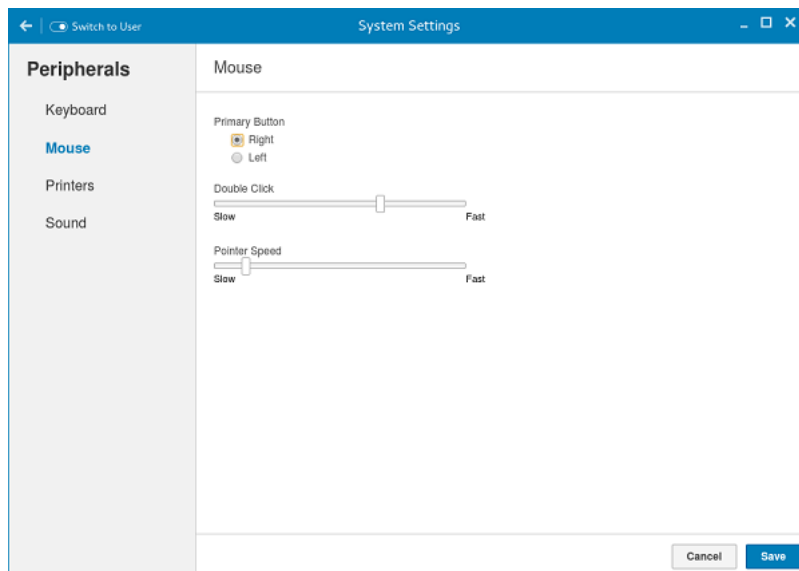 Switch to User
System Settings
Peripherals
Keyboard
Mouse
Printers
Sound
Mouse
Primary Button
Right
Left
Double Click
Slow Fast
Pointer Speed
Slow Fast
Cancel Save